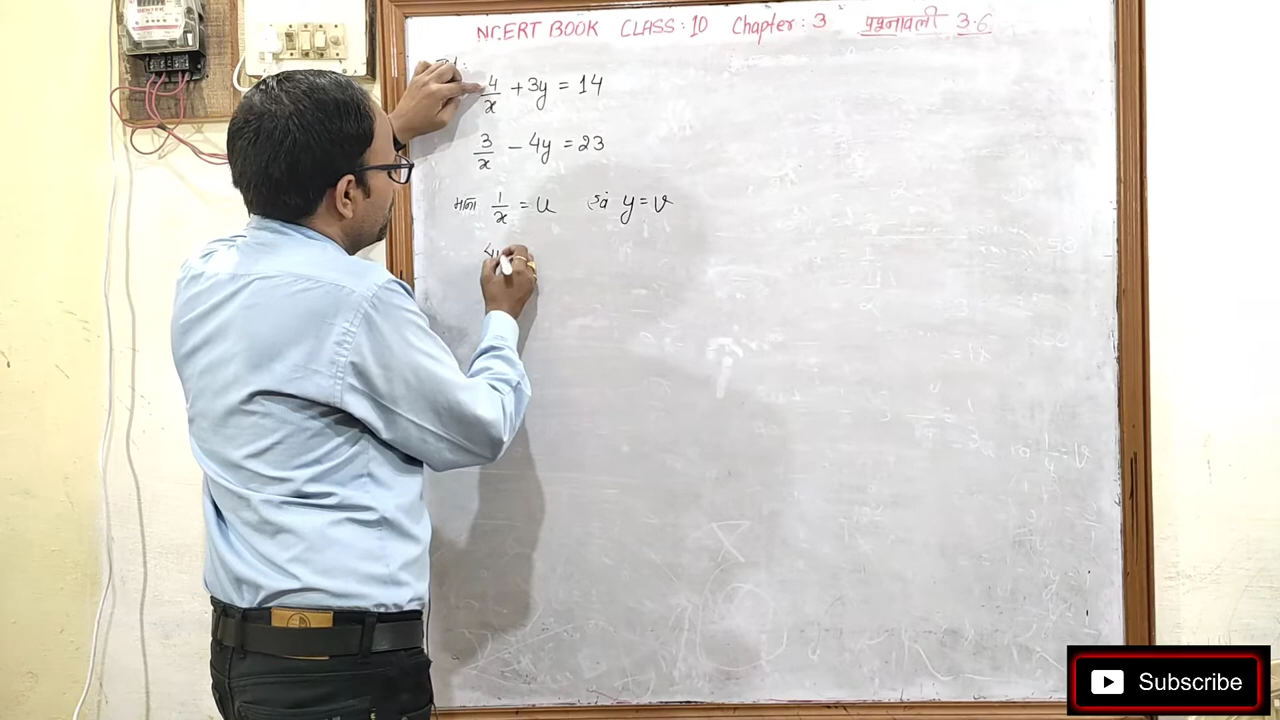 NCERT BOOK CLASS : 10 Chapter : 3 प्रश्नावली 3.6
4/x + 3y = 14
3/x - 4y = 23
माना 1/x = u एवं y = v
4u
Subscribe